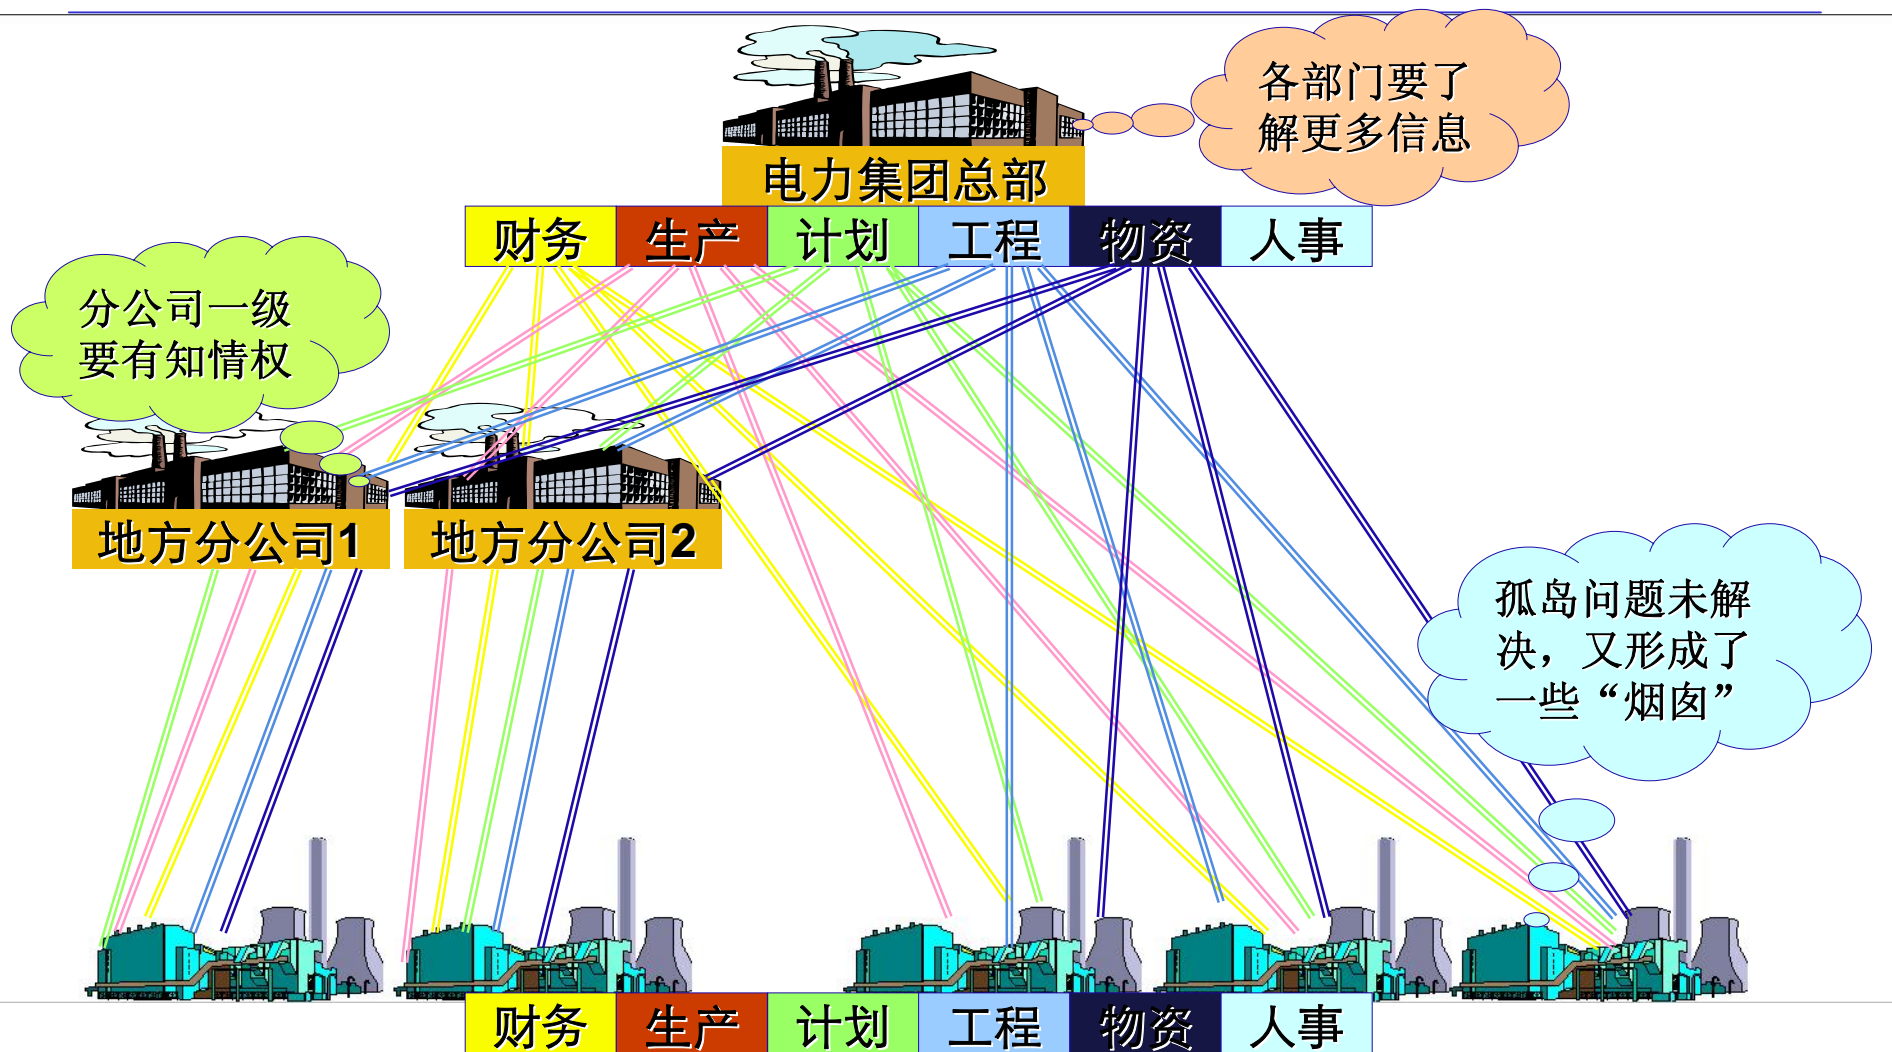 各部门要了
解更多信息
电力集团总部
财务 生产 计划 工程 物资 人事
分公司一级
要有知情权
地方分公司1 地方分公司2
孤岛问题未解
决，又形成了
一些“烟囱”
财务 生产 计划 工程 物资 人事